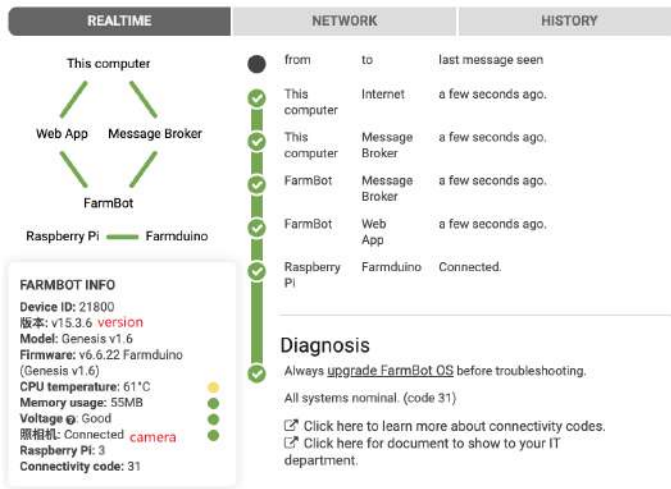 REALTIME
NETWORK
HISTORY
This computer
Web App
Message Broker
FarmBot
Raspberry Pi
Farmduino
FARMBOT INFO
Device ID: 21800
版本: v15.3.6 version
Model: Genesis v1.6
Firmware: v6.6.22 Farmduino
(Genesis v1.6)
CPU temperature: 61°C
Memory usage: 55MB
Voltage ?: Good
照相机: Connected camera
Raspberry Pi: 3
Connectivity code: 31
from to last message seen
This Internet a few seconds ago.
computer
This Message a few seconds ago.
computer Broker
FarmBot Message a few seconds ago.
Broker
FarmBot Web a few seconds ago.
App
Raspberry Farmduino Connected.
Pi
Diagnosis
Always upgrade FarmBot OS before troubleshooting.
All systems nominal. (code 31)
Click here to learn more about connectivity codes.
Click here for document to show to your IT
department.